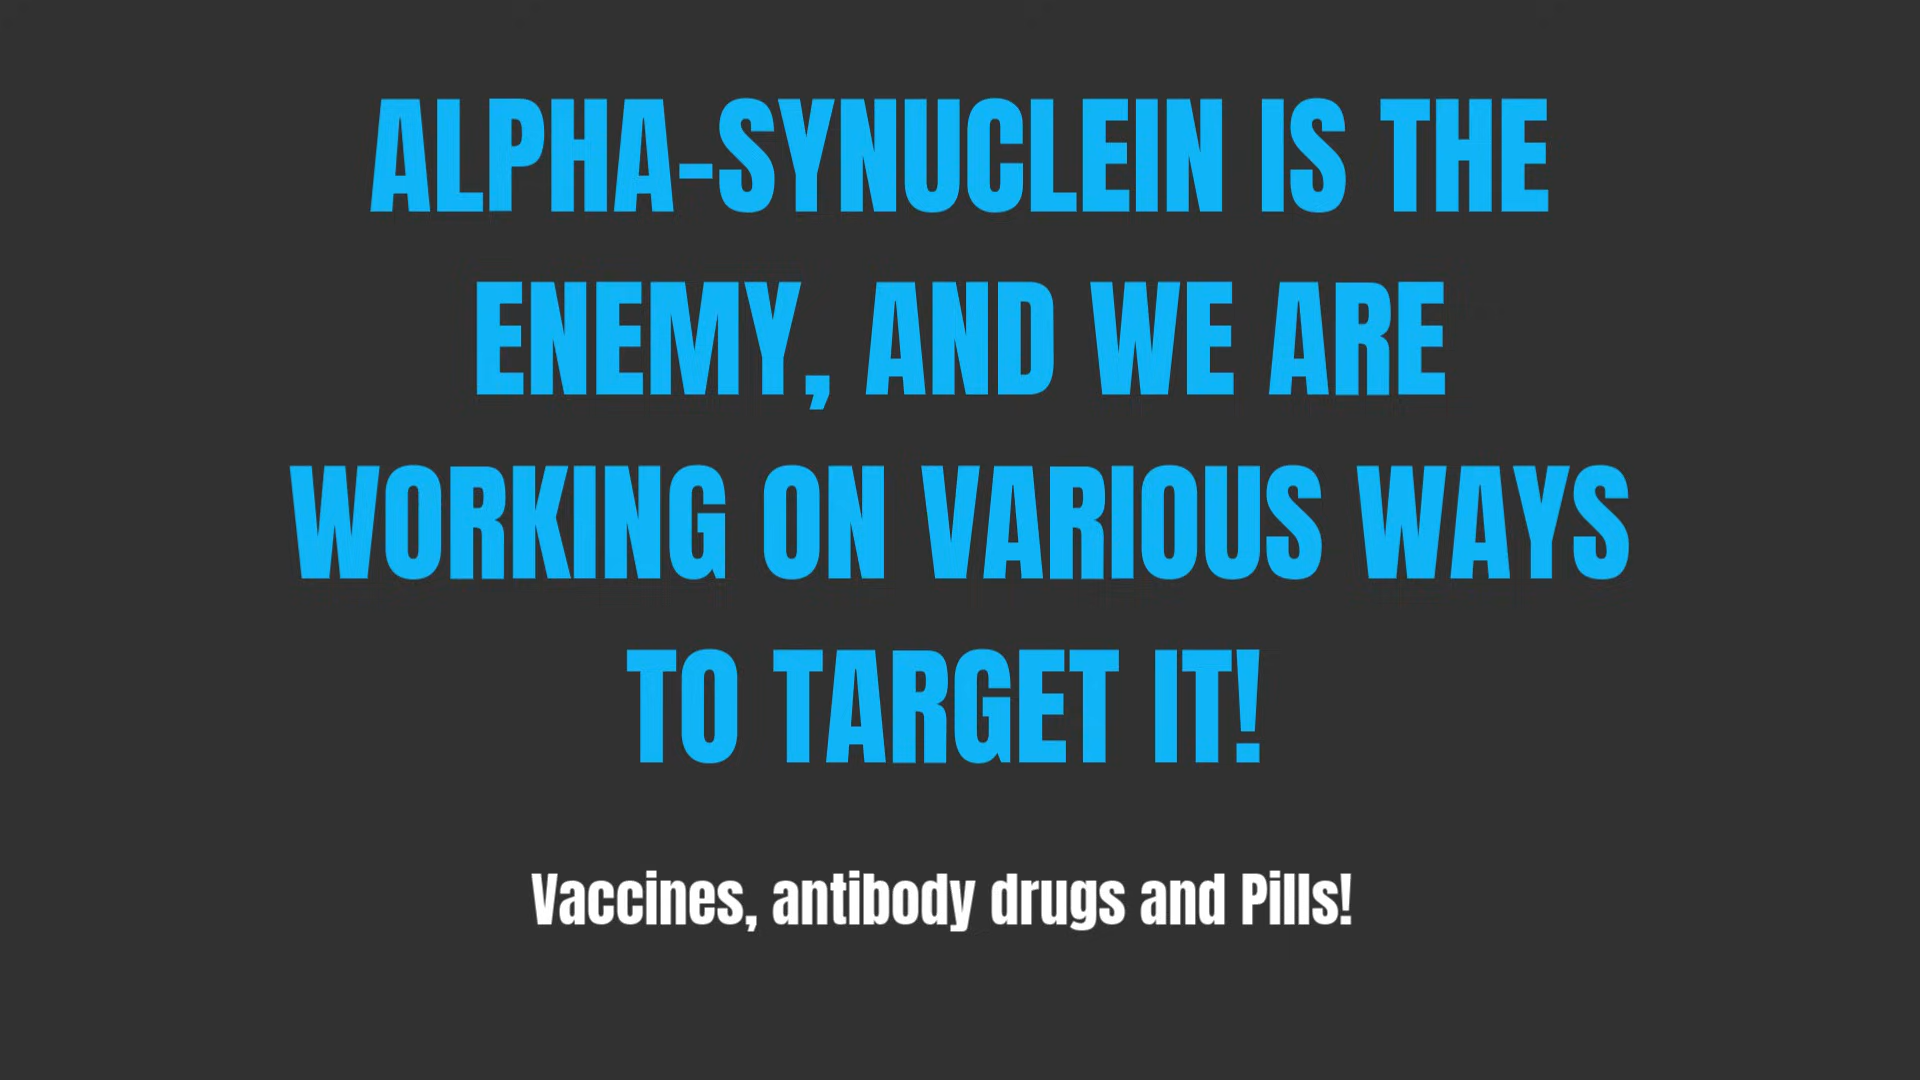 ALPHA-SYNUCLEIN IS THE
ENEMY, AND WE ARE
WORKING ON VARIOUS WAYS
TO TARGET IT!
Vaccines, antibody drugs and Pills!